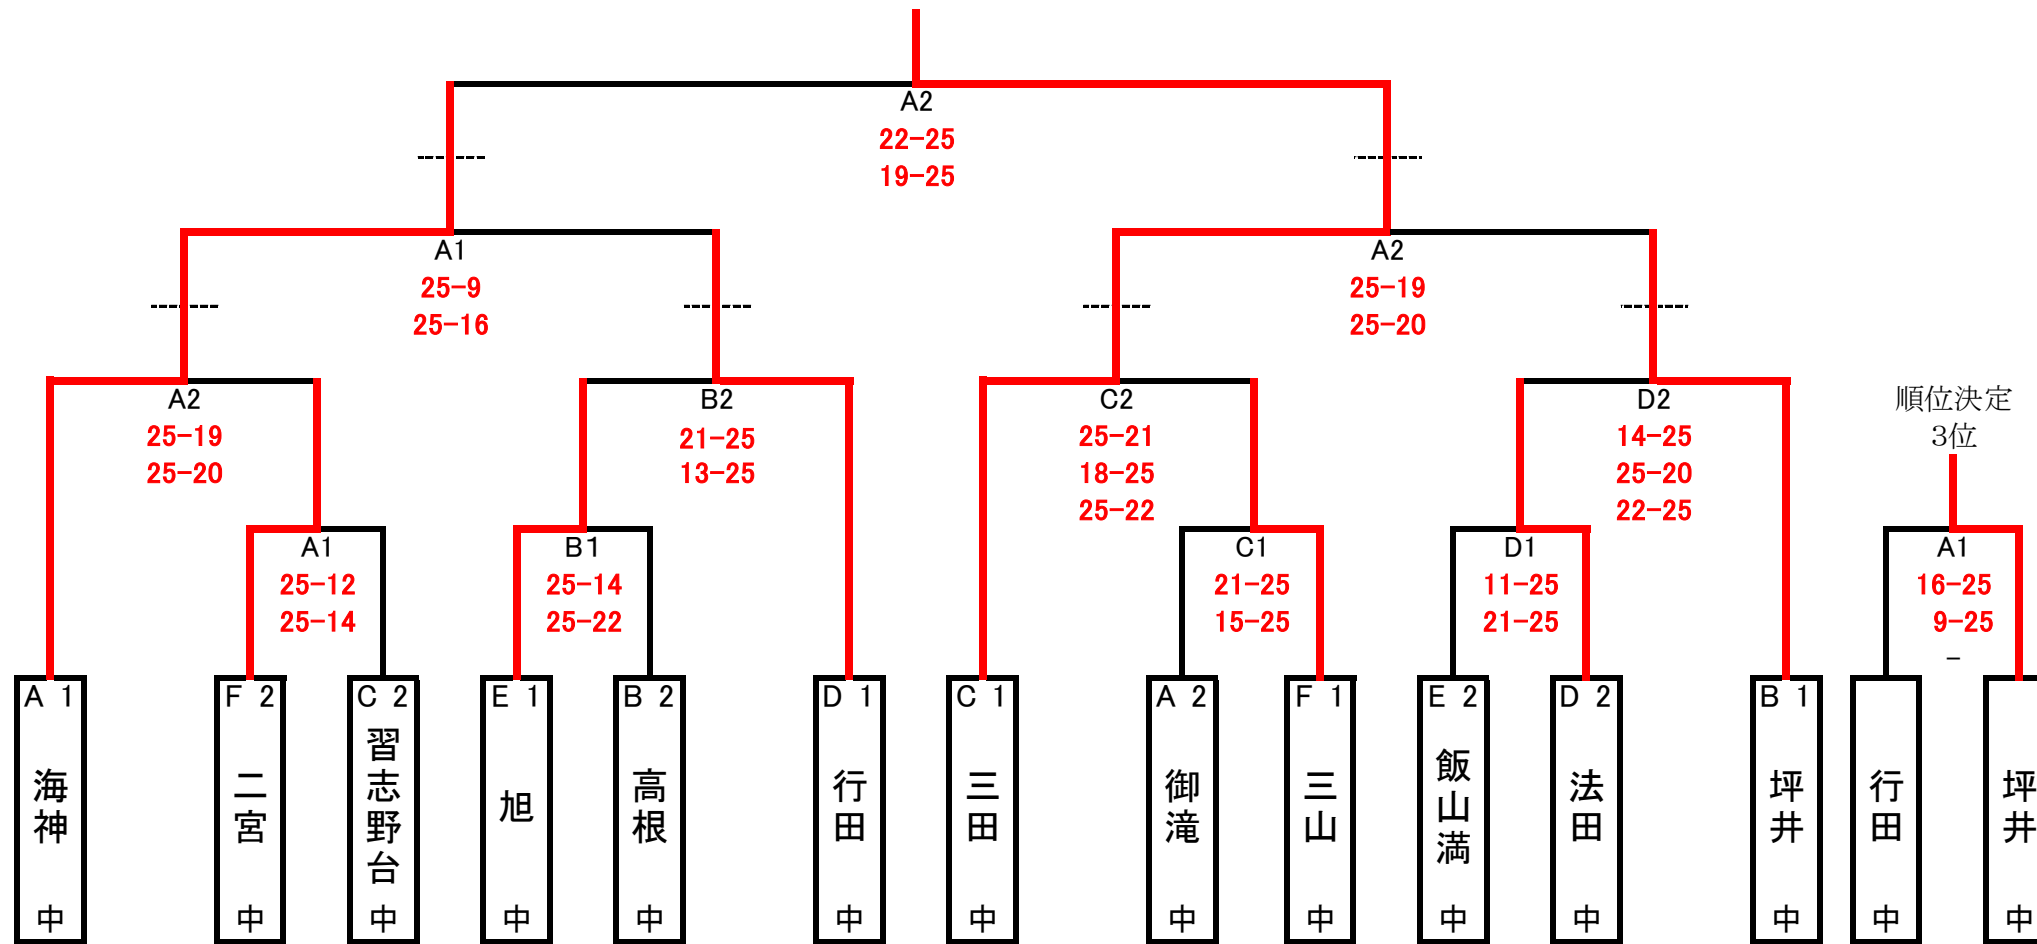 A2
22-25
19-25
A1
25-9
25-16
A2
25-19
25-20
A2
25-19
25-20
B2
21-25
13-25
C2
25-21
18-25
25-22
D2
14-25
25-20
22-25
順位決定
3位
A1
25-12
25-14
B1
25-14
25-22
C1
21-25
15-25
D1
11-25
21-25
A1
16-25
9-25
-
A 1
海神中
F 2
二宮中
C 2
習志野台中
E 1
旭中
B 2
高根中
D 1
行田中
C 1
三田中
A 2
御滝中
F 1
三山中
E 2
飯山満中
D 2
法田中
B 1
坪井中
行田中
坪井中